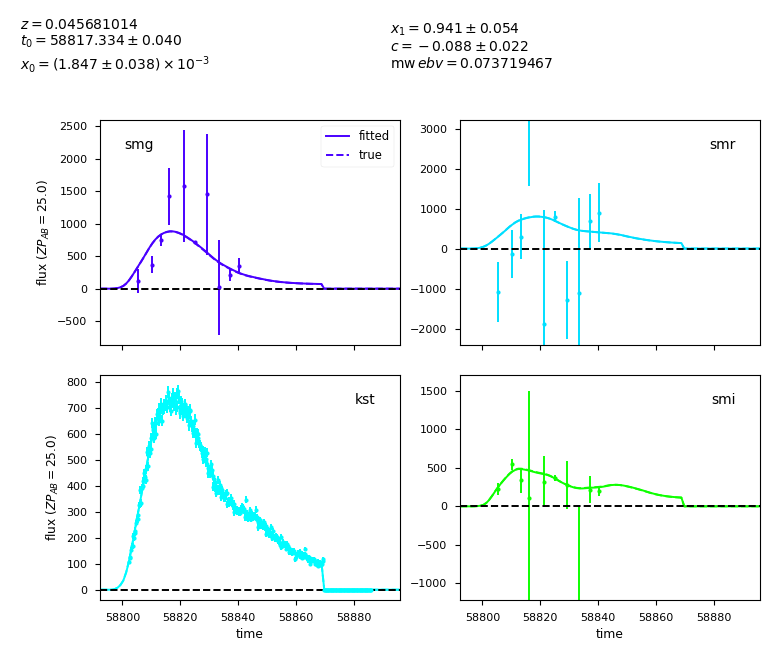 z = 0.045681014
t₀ = 58817.334 ± 0.040
x₀ = (1.847 ± 0.038) × 10⁻³
x₁ = 0.941 ± 0.054
c = −0.088 ± 0.022
mw ebv = 0.073719467
smg
fitted
true
2500
2000
1500
1000
500
0
−500
flux (ZP_AB = 25.0)
smr
3000
2000
1000
0
−1000
−2000
kst
800
700
600
500
400
300
200
100
0
flux (ZP_AB = 25.0)
58800 58820 58840 58860 58880
time
smi
1500
1000
500
0
−500
−1000
58800 58820 58840 58860 58880
time